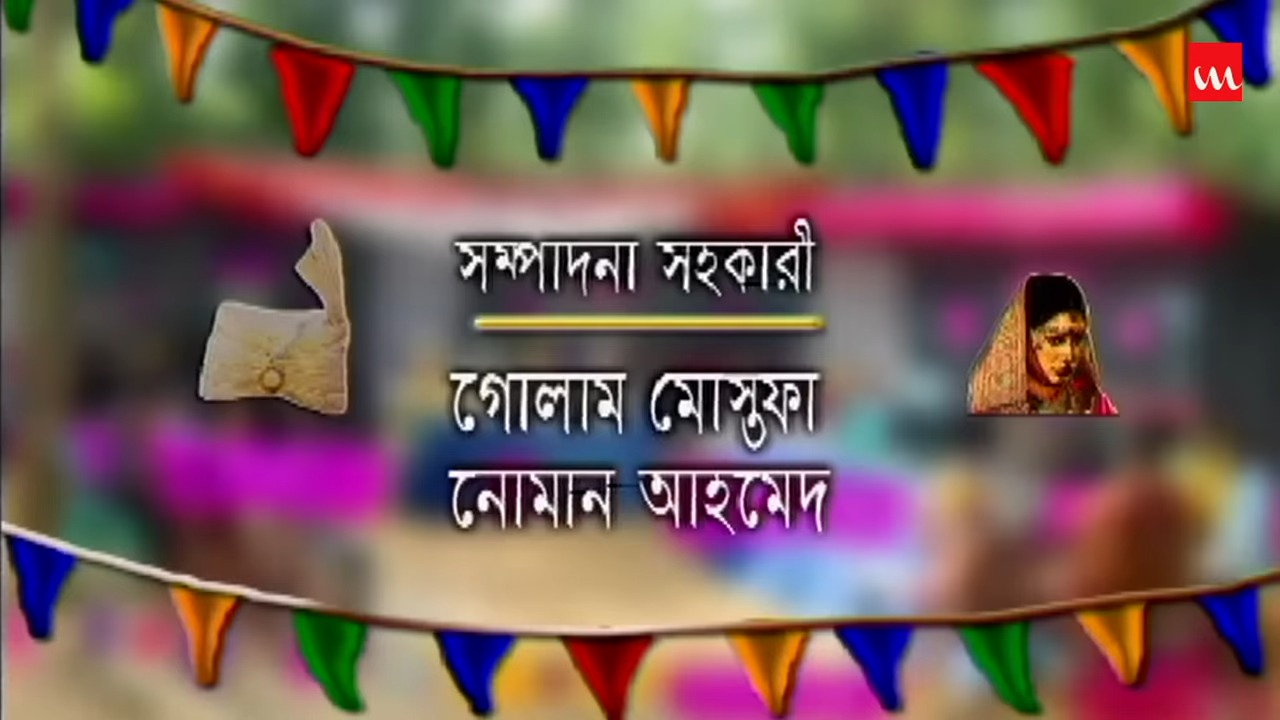 সম্পাদনা সহকারী
গোলাম মোস্তফা
নোমান আহমেদ